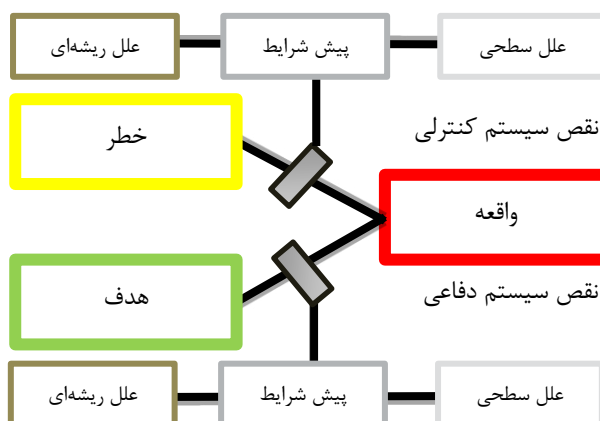 علل سطحی
پیش شرایط
علل ریشه‌ای
نقص سیستم کنترلی
خطر
واقعه
نقص سیستم دفاعی
هدف
علل سطحی
پیش شرایط
علل ریشه‌ای